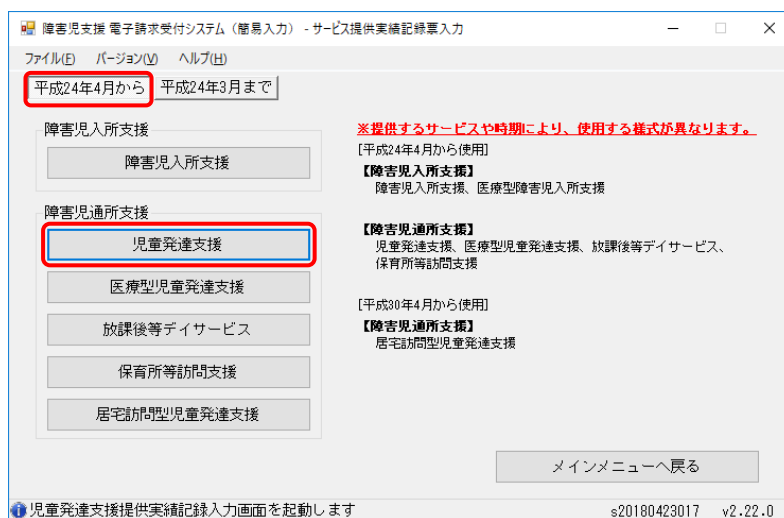 障害児支援 電子請求受付システム（簡易入力） - サービス提供実績記録票入力
ファイル(F) バージョン(V) ヘルプ(H)
平成24年4月から 平成24年3月まで
障害児入所支援
障害児入所支援
障害児通所支援
児童発達支援
医療型児童発達支援
放課後等デイサービス
保育所等訪問支援
居宅訪問型児童発達支援
※提供するサービスや時期により、使用する様式が異なります。
[平成24年4月から使用]
【障害児入所支援】
障害児入所支援、医療型障害児入所支援
【障害児通所支援】
児童発達支援、医療型児童発達支援、放課後等デイサービス、
保育所等訪問支援
[平成30年4月から使用]
【障害児通所支援】
居宅訪問型児童発達支援
メインメニューへ戻る
児童発達支援提供実績記録入力画面を起動します s20180423017 v2.22.0